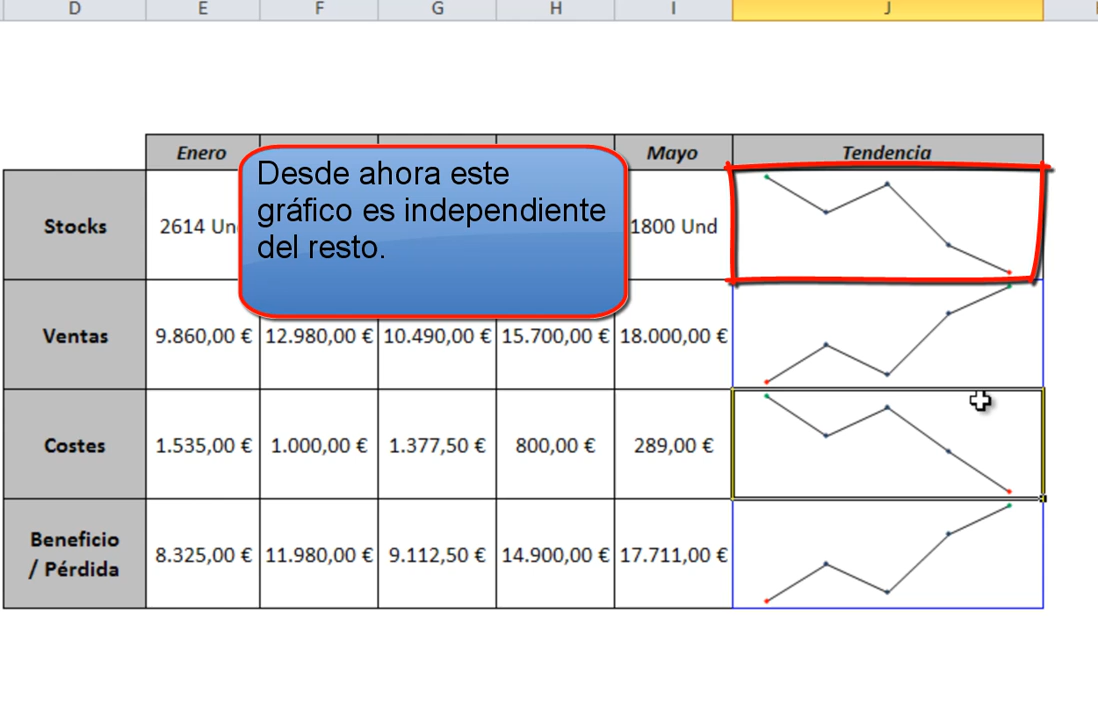 D E F G H I J
Enero Mayo Tendencia
Desde ahora este
gráfico es independiente
del resto.
Stocks 2614 1800 Und
Ventas 9.860,00 € 12.980,00 € 10.490,00 € 15.700,00 € 18.000,00 €
Costes 1.535,00 € 1.000,00 € 1.377,50 € 800,00 € 289,00 €
Beneficio
/ Pérdida 8.325,00 € 11.980,00 € 9.112,50 € 14.900,00 € 17.711,00 €